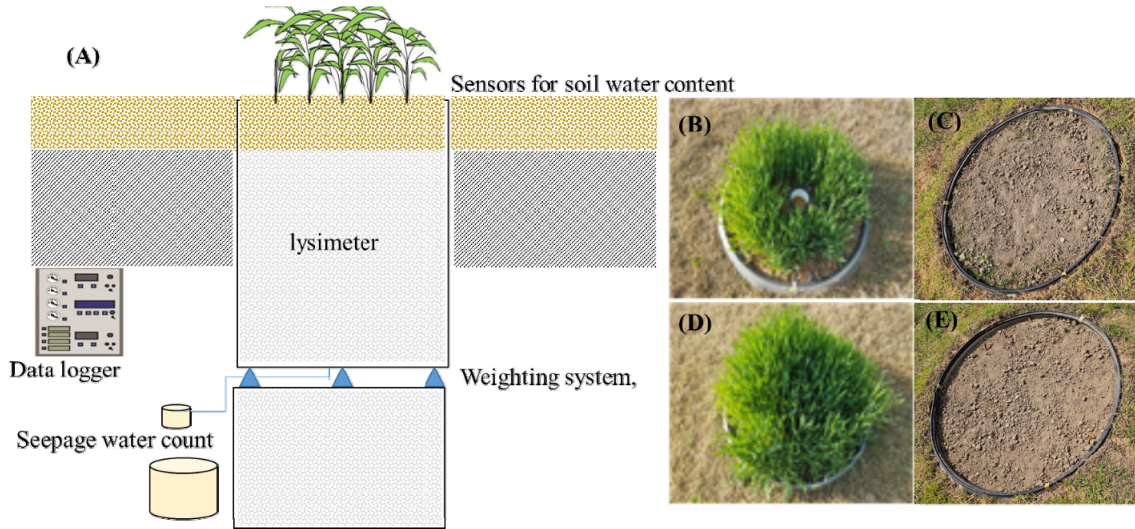 (A)
Sensors for soil water content
(B)
(C)
lysimeter
Data logger
Weighting system,
(D)
(E)
Seepage water count